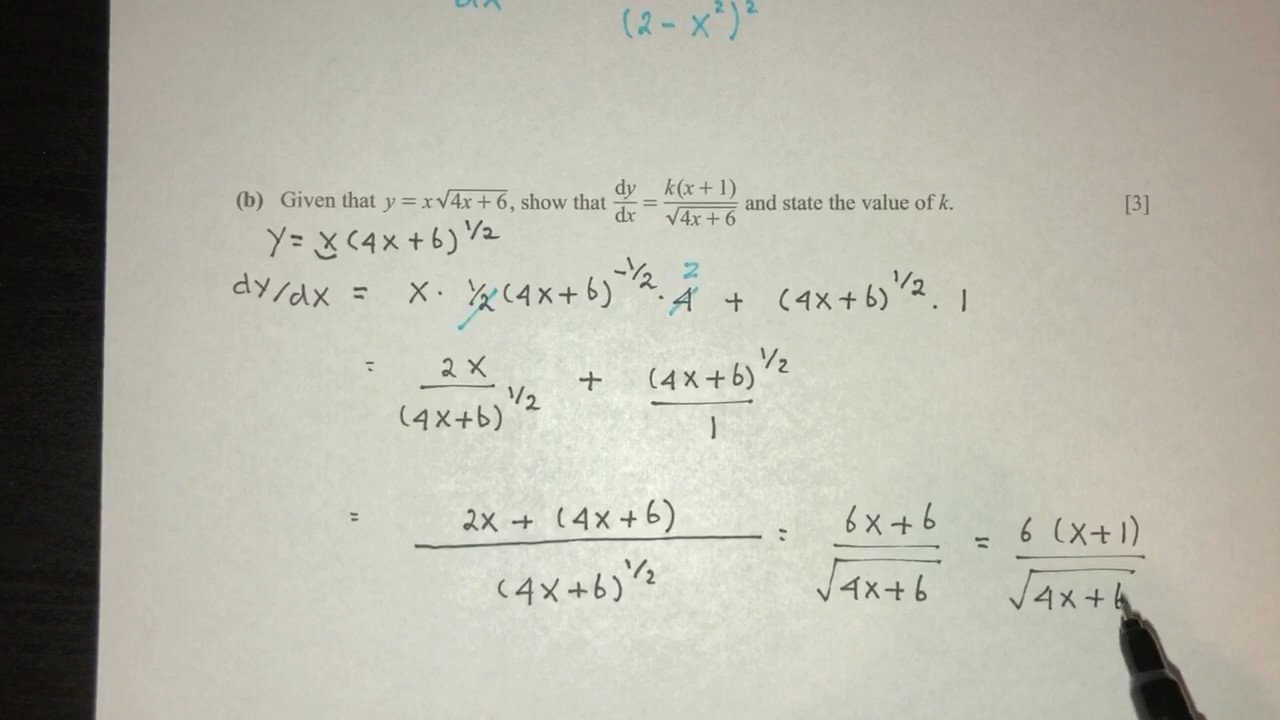 (2 - x²)²
(b) Given that y = x√4x + 6, show that dy/dx = k(x + 1)/√4x + 6 and state the value of k. [3]
y = x(4x+6)^1/2
dy/dx = x · 1/2(4x+6)^-1/2 · 4 2 + (4x+6)^1/2 · 1
= 2x/(4x+6)^1/2 + (4x+6)^1/2/1
= 2x + (4x+6)/(4x+6)^1/2 = 6x+6/√4x+6 = 6(x+1)/√4x+6